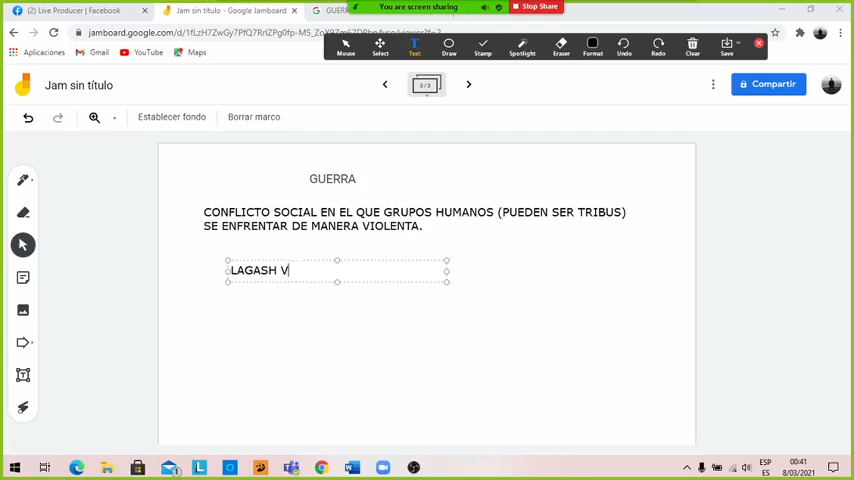 (2) Live Producer | Facebook
Jam sin título - Google Jamboard
You are screen sharing
Stop Share
jamboard.google.com
Aplicaciones
Gmail
YouTube
Maps
Mouse
Select
Text
Draw
Stamp
Spotlight
Eraser
Format
Undo
Redo
Clear
Save
Jam sin título
3 / 3
Compartir
Establecer fondo
Borrar marco
GUERRA
CONFLICTO SOCIAL EN EL QUE GRUPOS HUMANOS (PUEDEN SER TRIBUS)
SE ENFRENTAR DE MANERA VIOLENTA.
LAGASH V
ESP
ES
00:41
8/03/2021